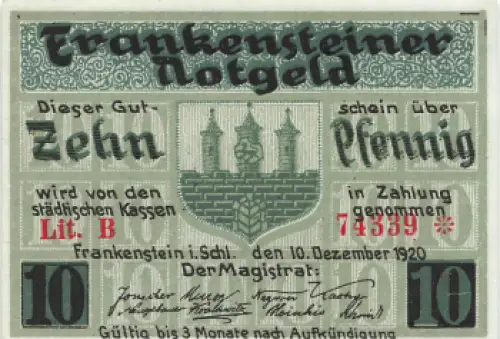 Frankensteiner
Notgeld
Dieser Gut- schein über
Zehn Pfennig
wird von den in Zahlung
städtischen Kassen genommen
Lit. B 74339 *
Frankenstein i. Schl. den 10. Dezember 1920
Der Magistrat:
10 10
Gültig bis 3 Monate nach Aufkündigung